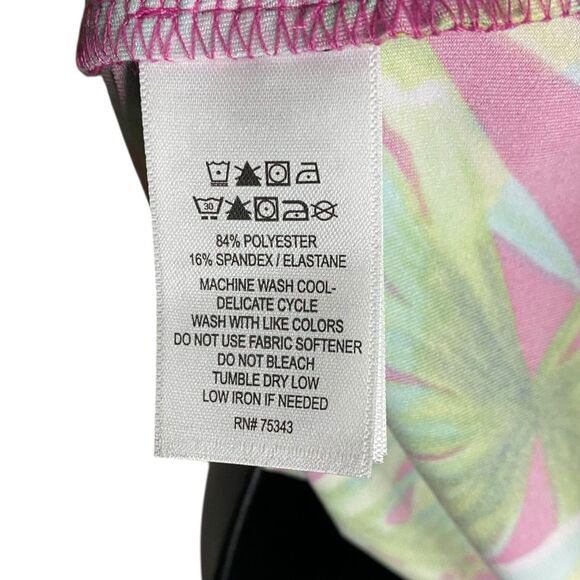 30
84% POLYESTER
16% SPANDEX / ELASTANE
MACHINE WASH COOL-
DELICATE CYCLE
WASH WITH LIKE COLORS
DO NOT USE FABRIC SOFTENER
DO NOT BLEACH
TUMBLE DRY LOW
LOW IRON IF NEEDED
RN# 75343